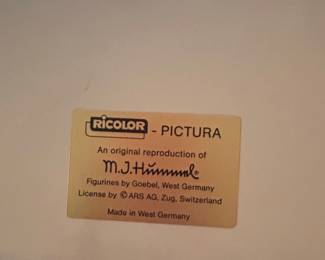 RICOLOR - PICTURA
An original reproduction of
M.J.Hümmel®
Figurines by Goebel, West Germany
License by © ARS AG, Zug, Switzerland
Made in West Germany